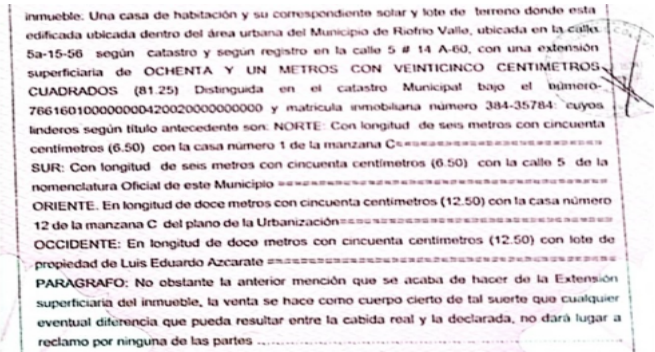 inmueble. Una casa de habitación y su correspondiente solar y lote de terreno donde esta
edificada ubicada dentro del área urbana del Municipio de Riofrio Valle, ubicada en la calle
5a-15-56 según catastro y según registro en la calle 5 # 14 A-60, con una extensión
superficiaria de OCHENTA Y UN METROS CON VEINTICINCO CENTIMETROS
CUADRADOS (81.25) Distinguida en el catastro Municipal bajo el número-
y matricula inmobiliaria número 384-35784: cuyos
linderos según título antecedente son: NORTE: Con longitud de seis metros con cincuenta
centímetros (6.50) con la casa número 1 de la manzana C=============================
SUR: Con longitud de seis metros con cincuenta centímetros (6.50) con la calle 5 de la
nomenclatura Oficial de este Municipio ==========================================
ORIENTE. En longitud de doce metros con cincuenta centímetros (12.50) con la casa número
12 de la manzana C del plano de la Urbanización==================================
OCCIDENTE: En longitud de doce metros con cincuenta centímetros (12.50) con lote de
propiedad de Luis Eduardo Azcarate ===========================================
PARAGRAFO: No obstante la anterior mención que se acaba de hacer de la Extensión
superficiaria del inmueble, la venta se hace como cuerpo cierto de tal suerte que cualquier
eventual diferencia que pueda resultar entre la cabida real y la declarada, no dará lugar a
reclamo por ninguna de las partes ................................................